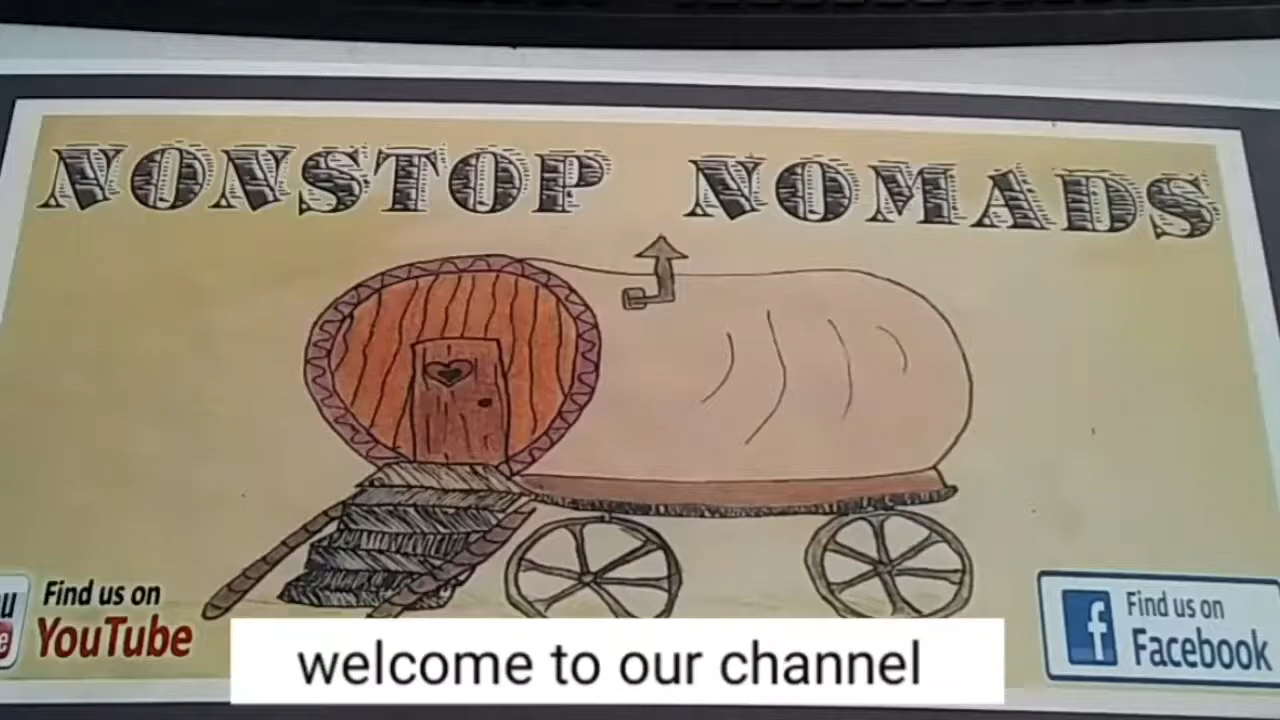 NONSTOP NOMADS
Find us on
YouTube
Find us on
Facebook
welcome to our channel